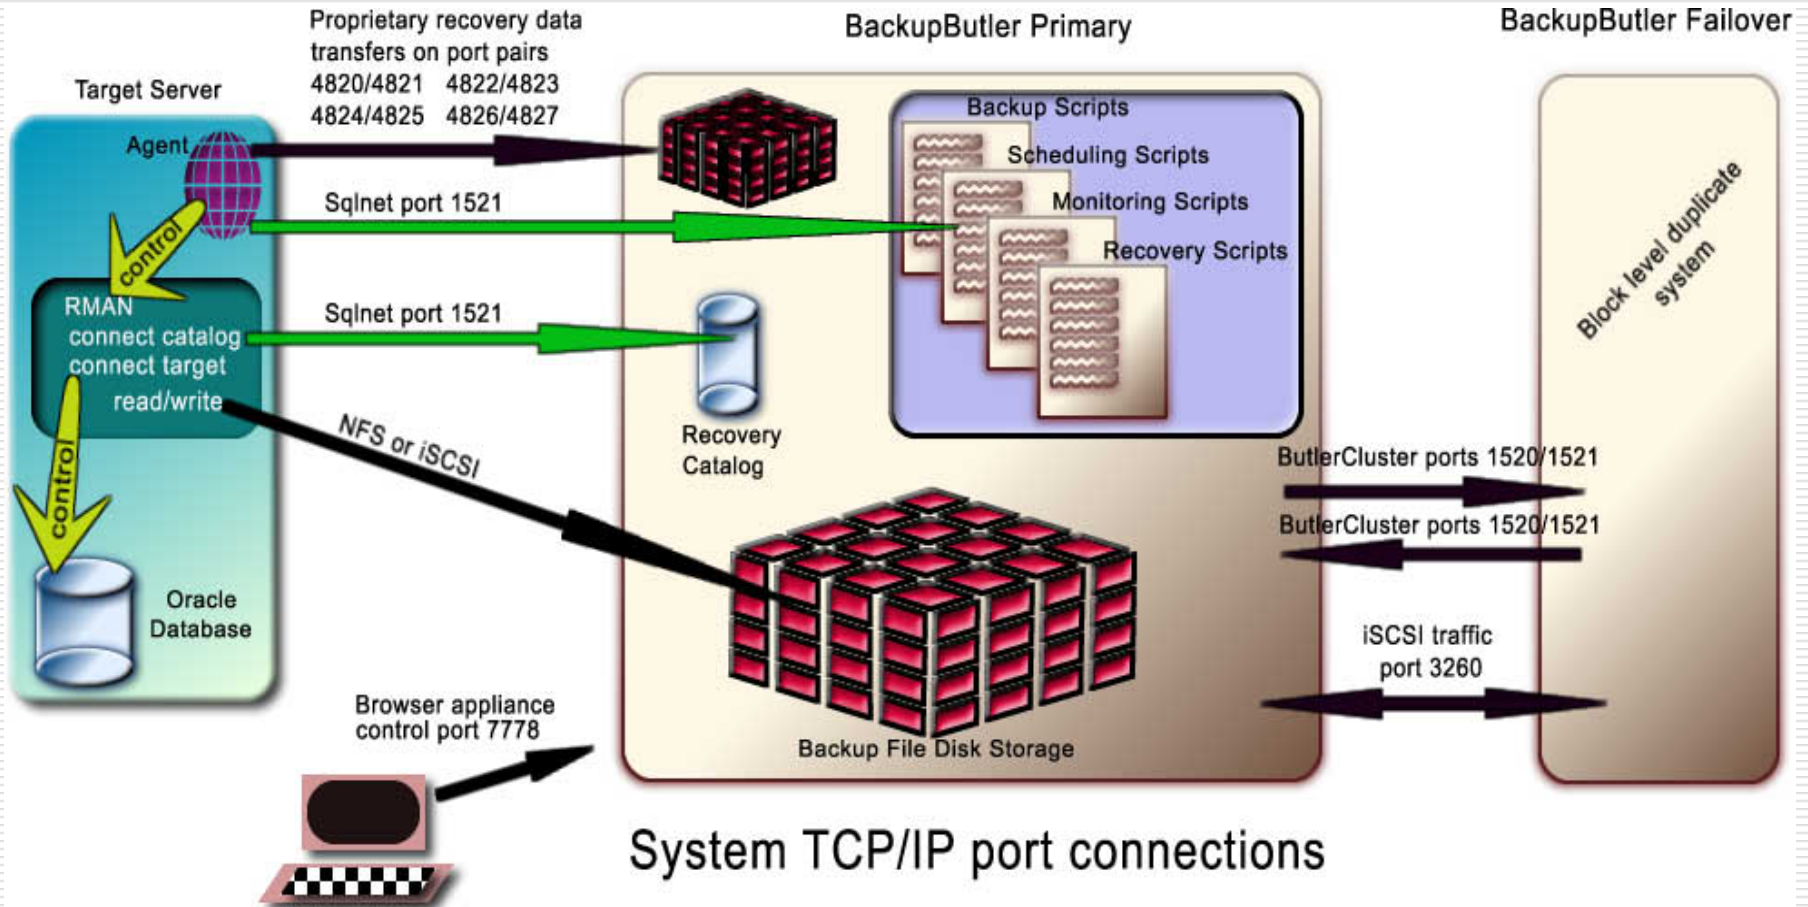 Proprietary recovery data
transfers on port pairs
4820/4821 4822/4823
4824/4825 4826/4827
BackupButler Primary
BackupButler Failover
Target Server
Agent
control
Sqlnet port 1521
RMAN
connect catalog
connect target
read/write
control
Sqlnet port 1521
NFS or iSCSI
Oracle
Database
Backup Scripts
Scheduling Scripts
Monitoring Scripts
Recovery Scripts
Recovery
Catalog
Block level duplicate
system
ButlerCluster ports 1520/1521
ButlerCluster ports 1520/1521
iSCSI traffic
port 3260
Backup File Disk Storage
Browser appliance
control port 7778
System TCP/IP port connections